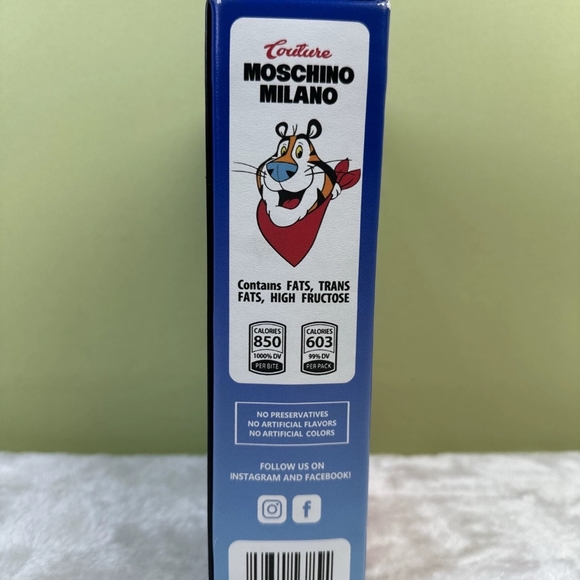 Couture
MOSCHINO
MILANO
Contains FATS, TRANS
FATS, HIGH FRUCTOSE
CALORIES
850
1000% DV
PER BITE
CALORIES
603
99% DV
PER PACK
NO PRESERVATIVES
NO ARTIFICIAL FLAVORS
NO ARTIFICIAL COLORS
FOLLOW US ON
INSTAGRAM AND FACEBOOK!
f